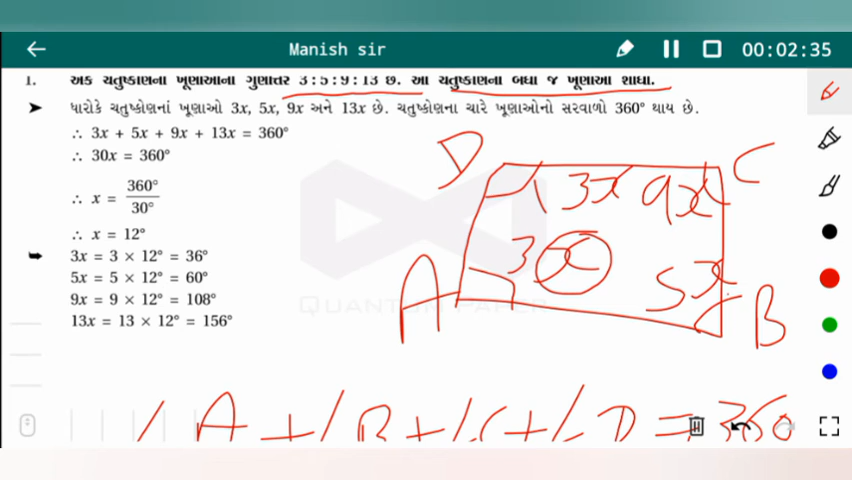 Manish sir
00:02:35
1. એક ચતુષ્કોણના ખૂણાઓના ગુણોત્તર 3:5:9:13 છે. આ ચતુષ્કોણના બધા જ ખૂણાઓ શોધો.
➤ ધારોકે ચતુષ્કોણનાં ખૂણાઓ 3x, 5x, 9x અને 13x છે. ચતુષ્કોણના ચારે ખૂણાઓનો સરવાળો 360° થાય છે.
∴ 3x + 5x + 9x + 13x = 360°
∴ 30x = 360°
∴ x = 360° / 30°
∴ x = 12°
3x = 3 × 12° = 36°
5x = 5 × 12° = 60°
9x = 9 × 12° = 108°
13x = 13 × 12° = 156°
D C
13x 9x
3x 5x
A B
QUANTUM PAPER
∠A + ∠B + ∠C + ∠D = 360